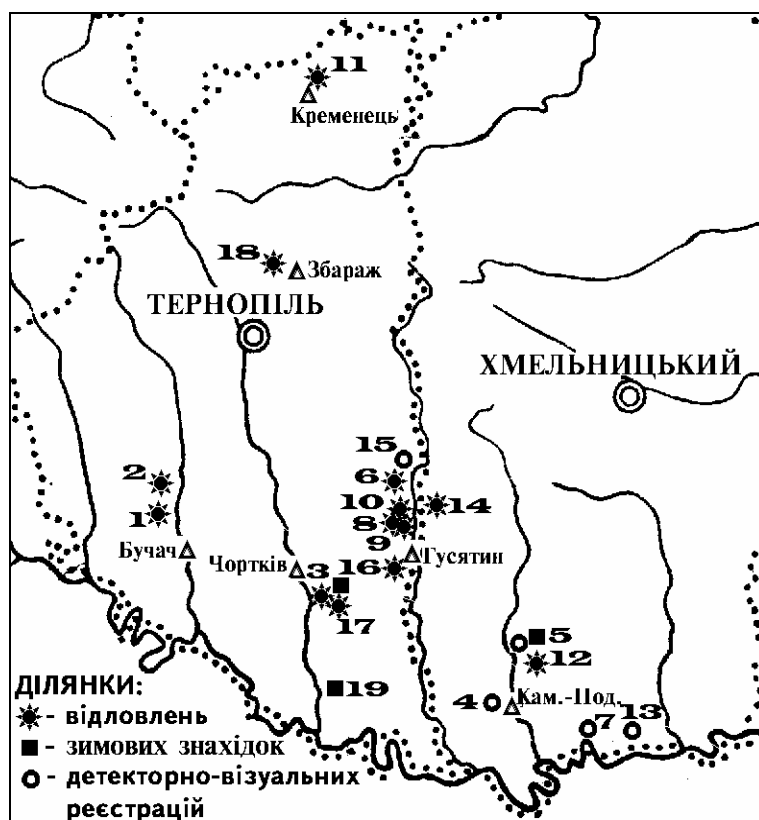 11
Кременець
18
Збараж
ТЕРНОПІЛЬ
ХМЕЛЬНИЦЬКИЙ
15
2
6
10
14
1
8
9
Бучач
Чортків
3
16
Гусятин
17
5
12
19
4
Кам.-Под.
7
13
ДІЛЯНКИ:
- відловлень
- зимових знахідок
- детекторно-візуальних
реєстрацій